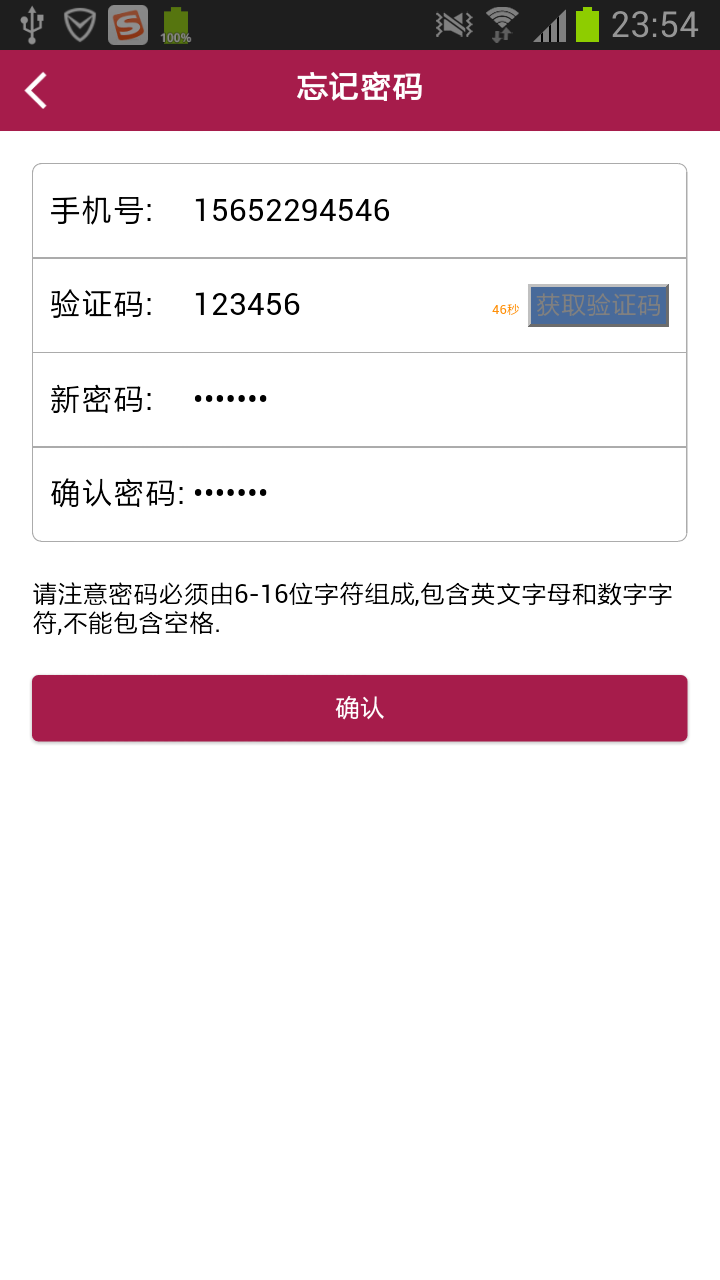 100%
23:54
忘记密码
手机号: 15652294546
验证码: 123456 46秒 获取验证码
新密码: •••••••
确认密码: •••••••
请注意密码必须由6-16位字符组成,包含英文字母和数字字
符,不能包含空格.
确认